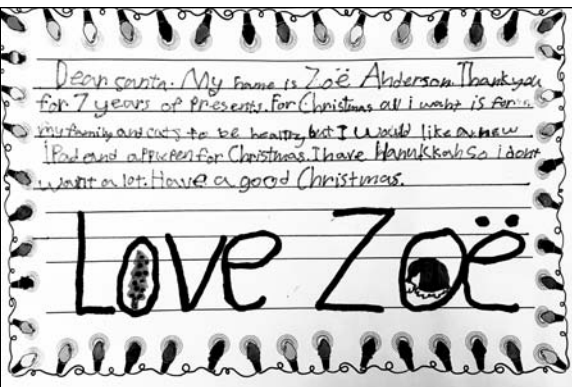 Dear santa. My name is Zoë Anderson. Thank you
for 7 years of Presents. For Christmas all i want is for
my family and cats to be healthy but I would like a new
iPad and apple pen for Christmas. I have Hanukkah so i dont
want a lot. Have a good Christmas.
Love Zoë